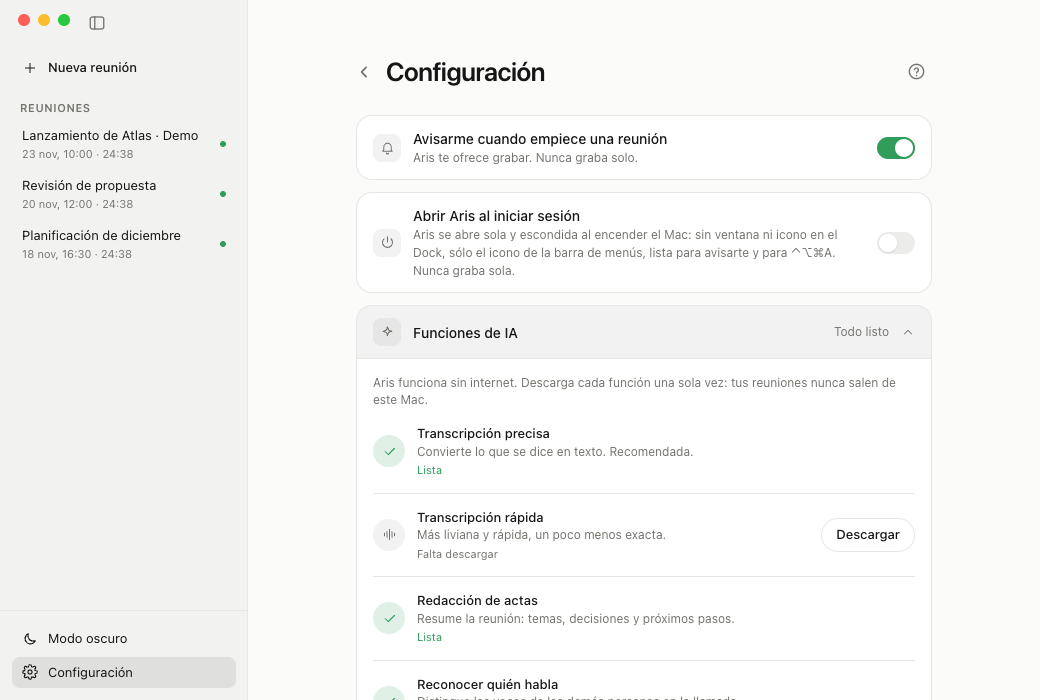 Nueva reunión
REUNIONES
Lanzamiento de Atlas · Demo
23 nov, 10:00 · 24:38
Revisión de propuesta
20 nov, 12:00 · 24:38
Planificación de diciembre
18 nov, 16:30 · 24:38
Modo oscuro
Configuración
Configuración
Avisarme cuando empiece una reunión
Aris te ofrece grabar. Nunca graba solo.
Abrir Aris al iniciar sesión
Aris se abre sola y escondida al encender el Mac: sin ventana ni icono en el
Dock, sólo el icono de la barra de menús, lista para avisarte y para ^⌥⌘A.
Nunca graba sola.
Funciones de IA
Todo listo
Aris funciona sin internet. Descarga cada función una sola vez: tus reuniones nunca salen de
este Mac.
Transcripción precisa
Convierte lo que se dice en texto. Recomendada.
Lista
Transcripción rápida
Más liviana y rápida, un poco menos exacta.
Falta descargar
Descargar
Redacción de actas
Resume la reunión: temas, decisiones y próximos pasos.
Lista
Reconocer quién habla